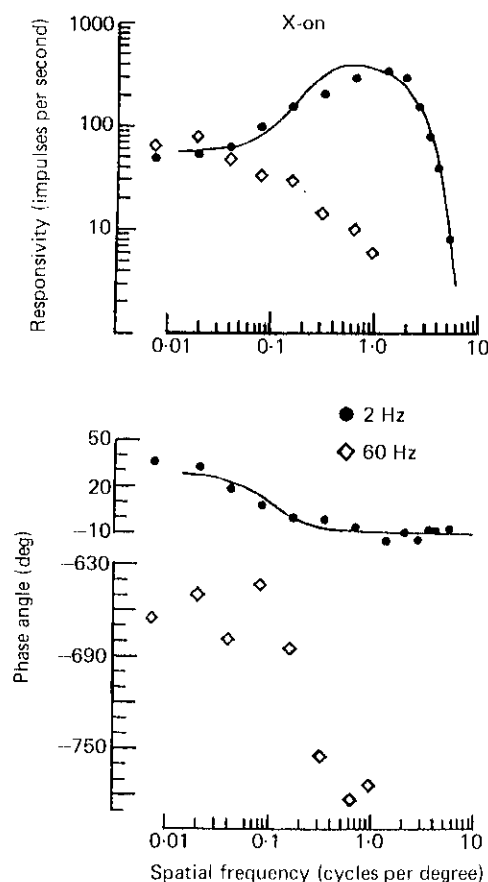 X-on
Responsivity (impulses per second)
1000
100
10
0·01
0·1
1·0
10
● 2 Hz
◇ 60 Hz
Phase angle (deg)
50
20
−10
−630
−690
−750
0·01
0·1
1·0
10
Spatial frequency (cycles per degree)